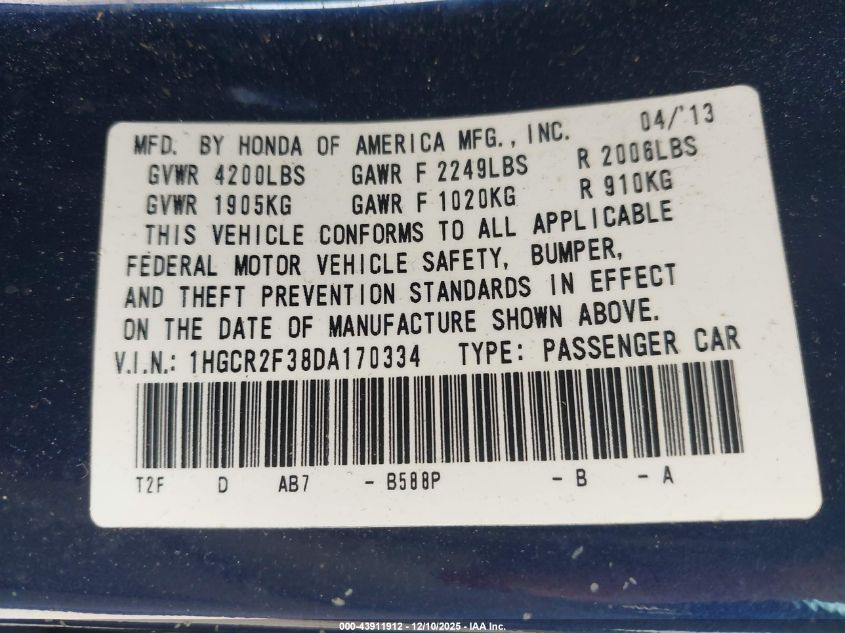 MFD. BY HONDA OF AMERICA MFG., INC. 04/'13
GVWR 4200LBS GAWR F 2249LBS R 2006LBS
GVWR 1905KG GAWR F 1020KG R 910KG
THIS VEHICLE CONFORMS TO ALL APPLICABLE
FEDERAL MOTOR VEHICLE SAFETY, BUMPER,
AND THEFT PREVENTION STANDARDS IN EFFECT
ON THE DATE OF MANUFACTURE SHOWN ABOVE.
V.I.N.: 1HGCR2F38DA170334 TYPE: PASSENGER CAR
T2F D AB7 - B588P - B - A
000-43911912 - 12/10/2025 - IAA Inc.